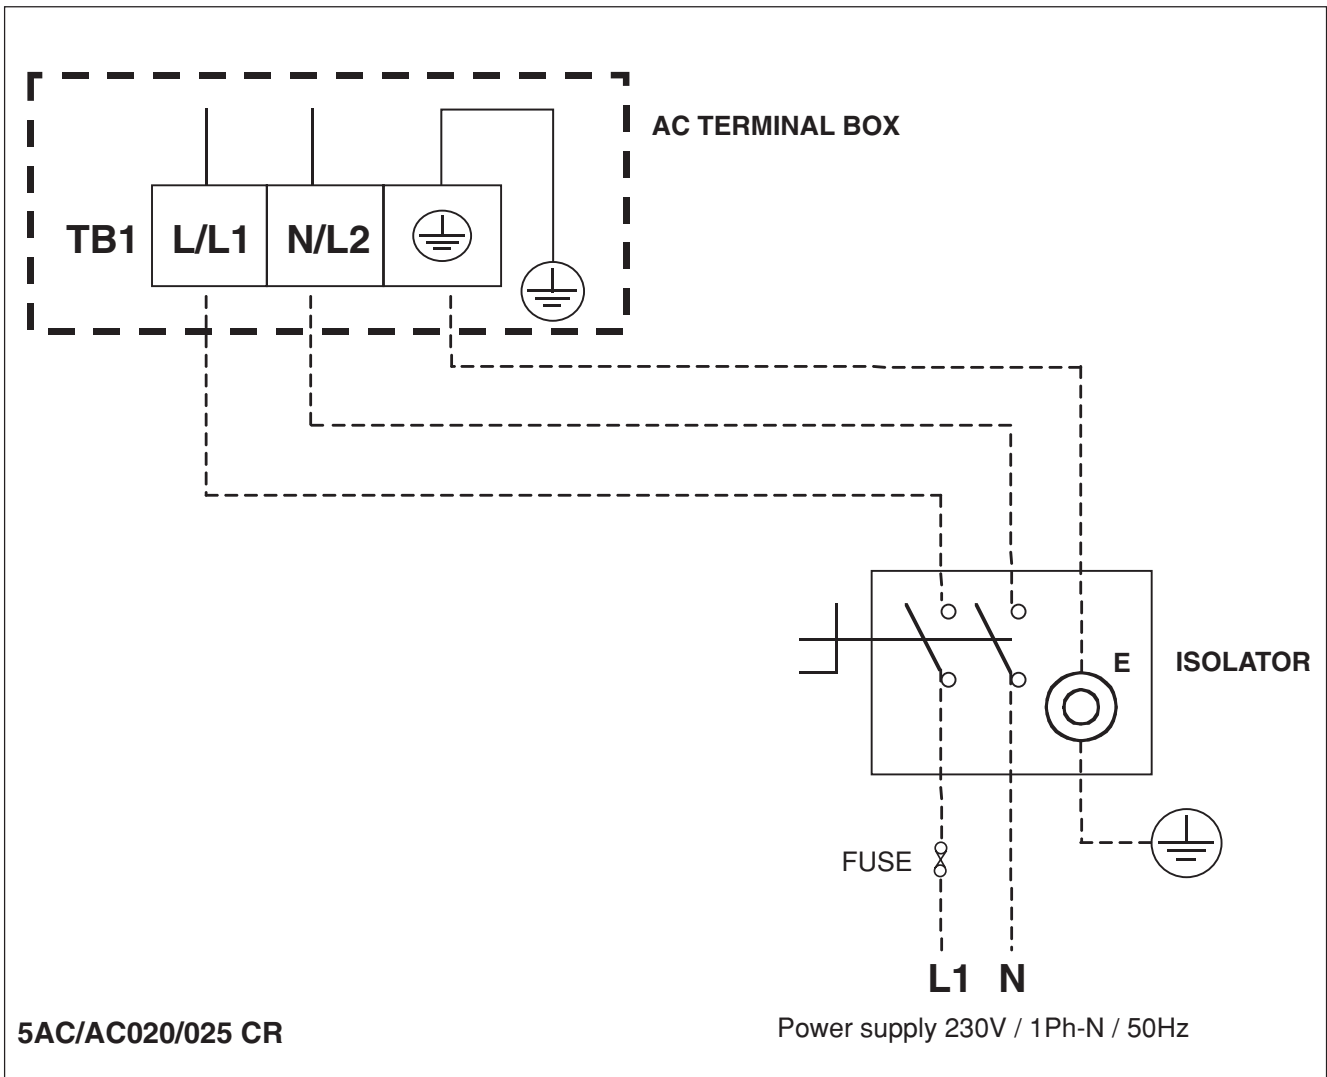 AC TERMINAL BOX
TB1 L/L1 N/L2
E
ISOLATOR
FUSE
L1 N
5AC/AC020/025 CR
Power supply 230V / 1Ph-N / 50Hz